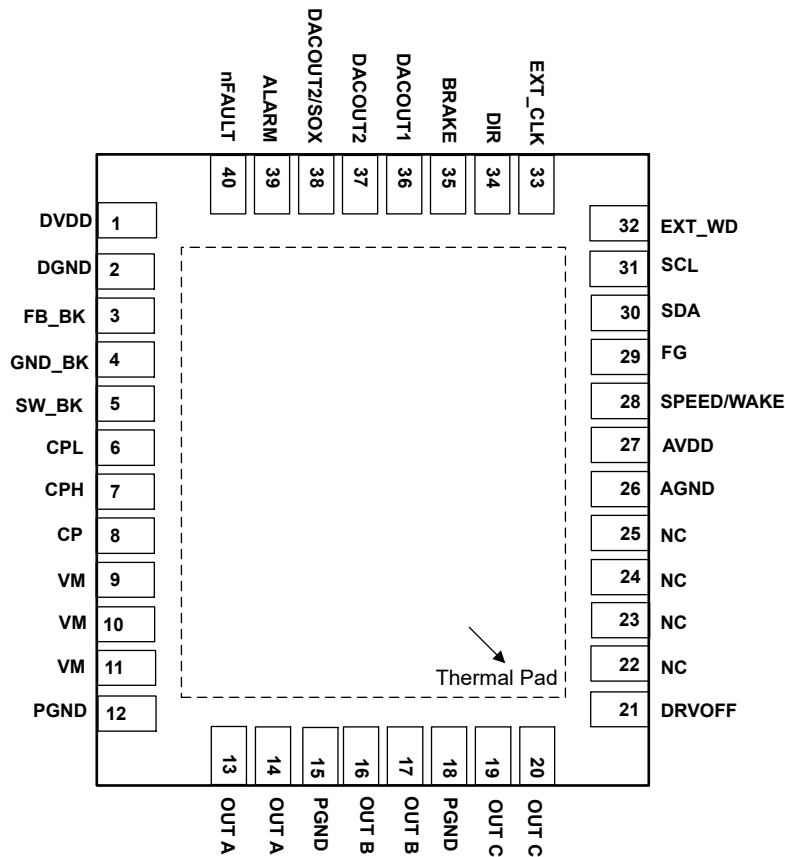 nFAULT
ALARM
DACOUT2/SOX
DACOUT2
DACOUT1
BRAKE
DIR
EXT_CLK
40
39
38
37
36
35
34
33
DVDD 1
DGND 2
FB_BK 3
GND_BK 4
SW_BK 5
CPL 6
CPH 7
CP 8
VM 9
VM 10
VM 11
PGND 12
32 EXT_WD
31 SCL
30 SDA
29 FG
28 SPEED/WAKE
27 AVDD
26 AGND
25 NC
24 NC
23 NC
22 NC
21 DRVOFF
Thermal Pad
13
14
15
16
17
18
19
20
OUT A
OUT A
PGND
OUT B
OUT B
PGND
OUT C
OUT C